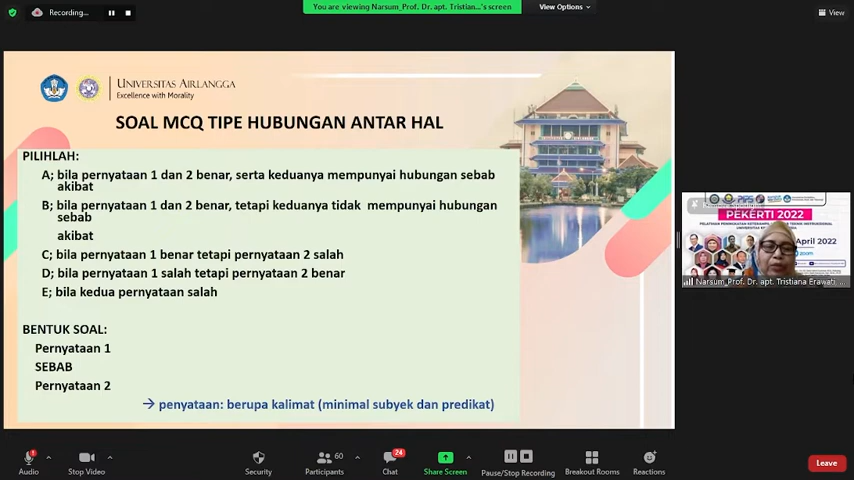 Recording...
You are viewing Narsum_Prof. Dr. apt. Tristian...'s screen
View Options
View
UNIVERSITAS AIRLANGGA
Excellence with Morality
SOAL MCQ TIPE HUBUNGAN ANTAR HAL
PILIHLAH:
A; bila pernyataan 1 dan 2 benar, serta keduanya mempunyai hubungan sebab
akibat
B; bila pernyataan 1 dan 2 benar, tetapi keduanya tidak mempunyai hubungan
sebab
akibat
C; bila pernyataan 1 benar tetapi pernyataan 2 salah
D; bila pernyataan 1 salah tetapi pernyataan 2 benar
E; bila kedua pernyataan salah
BENTUK SOAL:
Pernyataan 1
SEBAB
Pernyataan 2
→ penyataan: berupa kalimat (minimal subyek dan predikat)
PEKERTI 2022
April 2022
zoom
Narsum_Prof. Dr. apt. Tristiana Erawati, ...
Audio
Stop Video
Security
60
Participants
24
Chat
Share Screen
Pause/Stop Recording
Breakout Rooms
Reactions
Leave